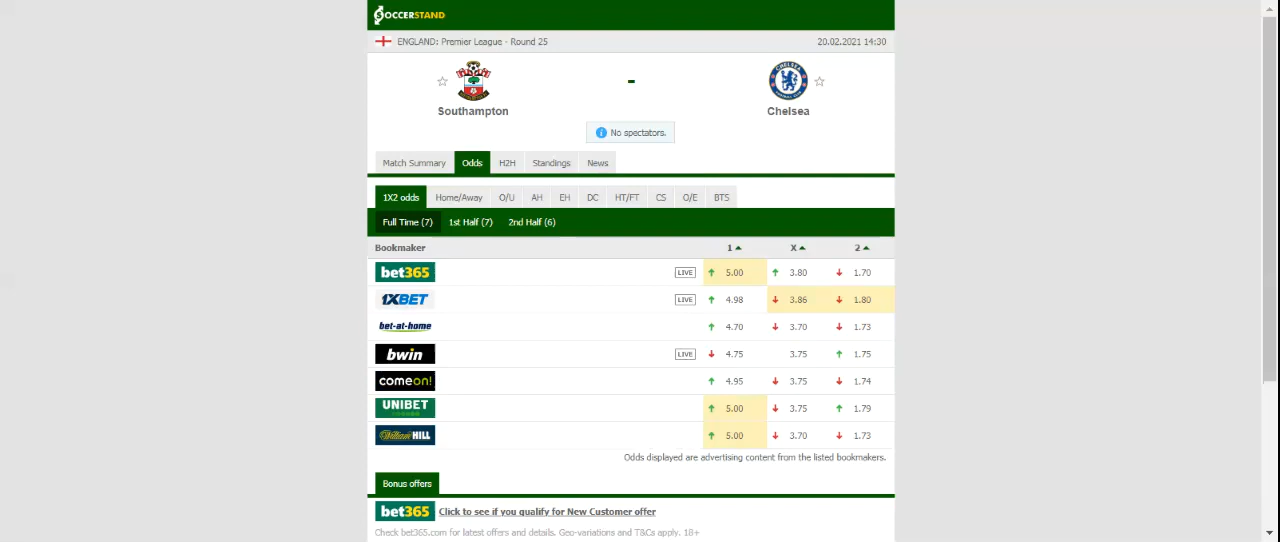 SOCCERSTAND
ENGLAND: Premier League - Round 25 20.02.2021 14:30
-
Southampton Chelsea
No spectators.
Match Summary Odds H2H Standings News
1X2 odds Home/Away O/U AH EH DC HT/FT CS O/E BTS
Full Time (7) 1st Half (7) 2nd Half (6)
Bookmaker 1 X 2
bet365 LIVE 5.00 3.80 1.70
1XBET LIVE 4.98 3.86 1.80
bet-at-home 4.70 3.70 1.73
bwin LIVE 4.75 3.75 1.75
comeon! 4.95 3.75 1.74
UNIBET 5.00 3.75 1.79
William HILL 5.00 3.70 1.73
Odds displayed are advertising content from the listed bookmakers.
Bonus offers
bet365 Click to see if you qualify for New Customer offer
Check bet365.com for latest offers and details. Geo-variations and T&Cs apply. 18+